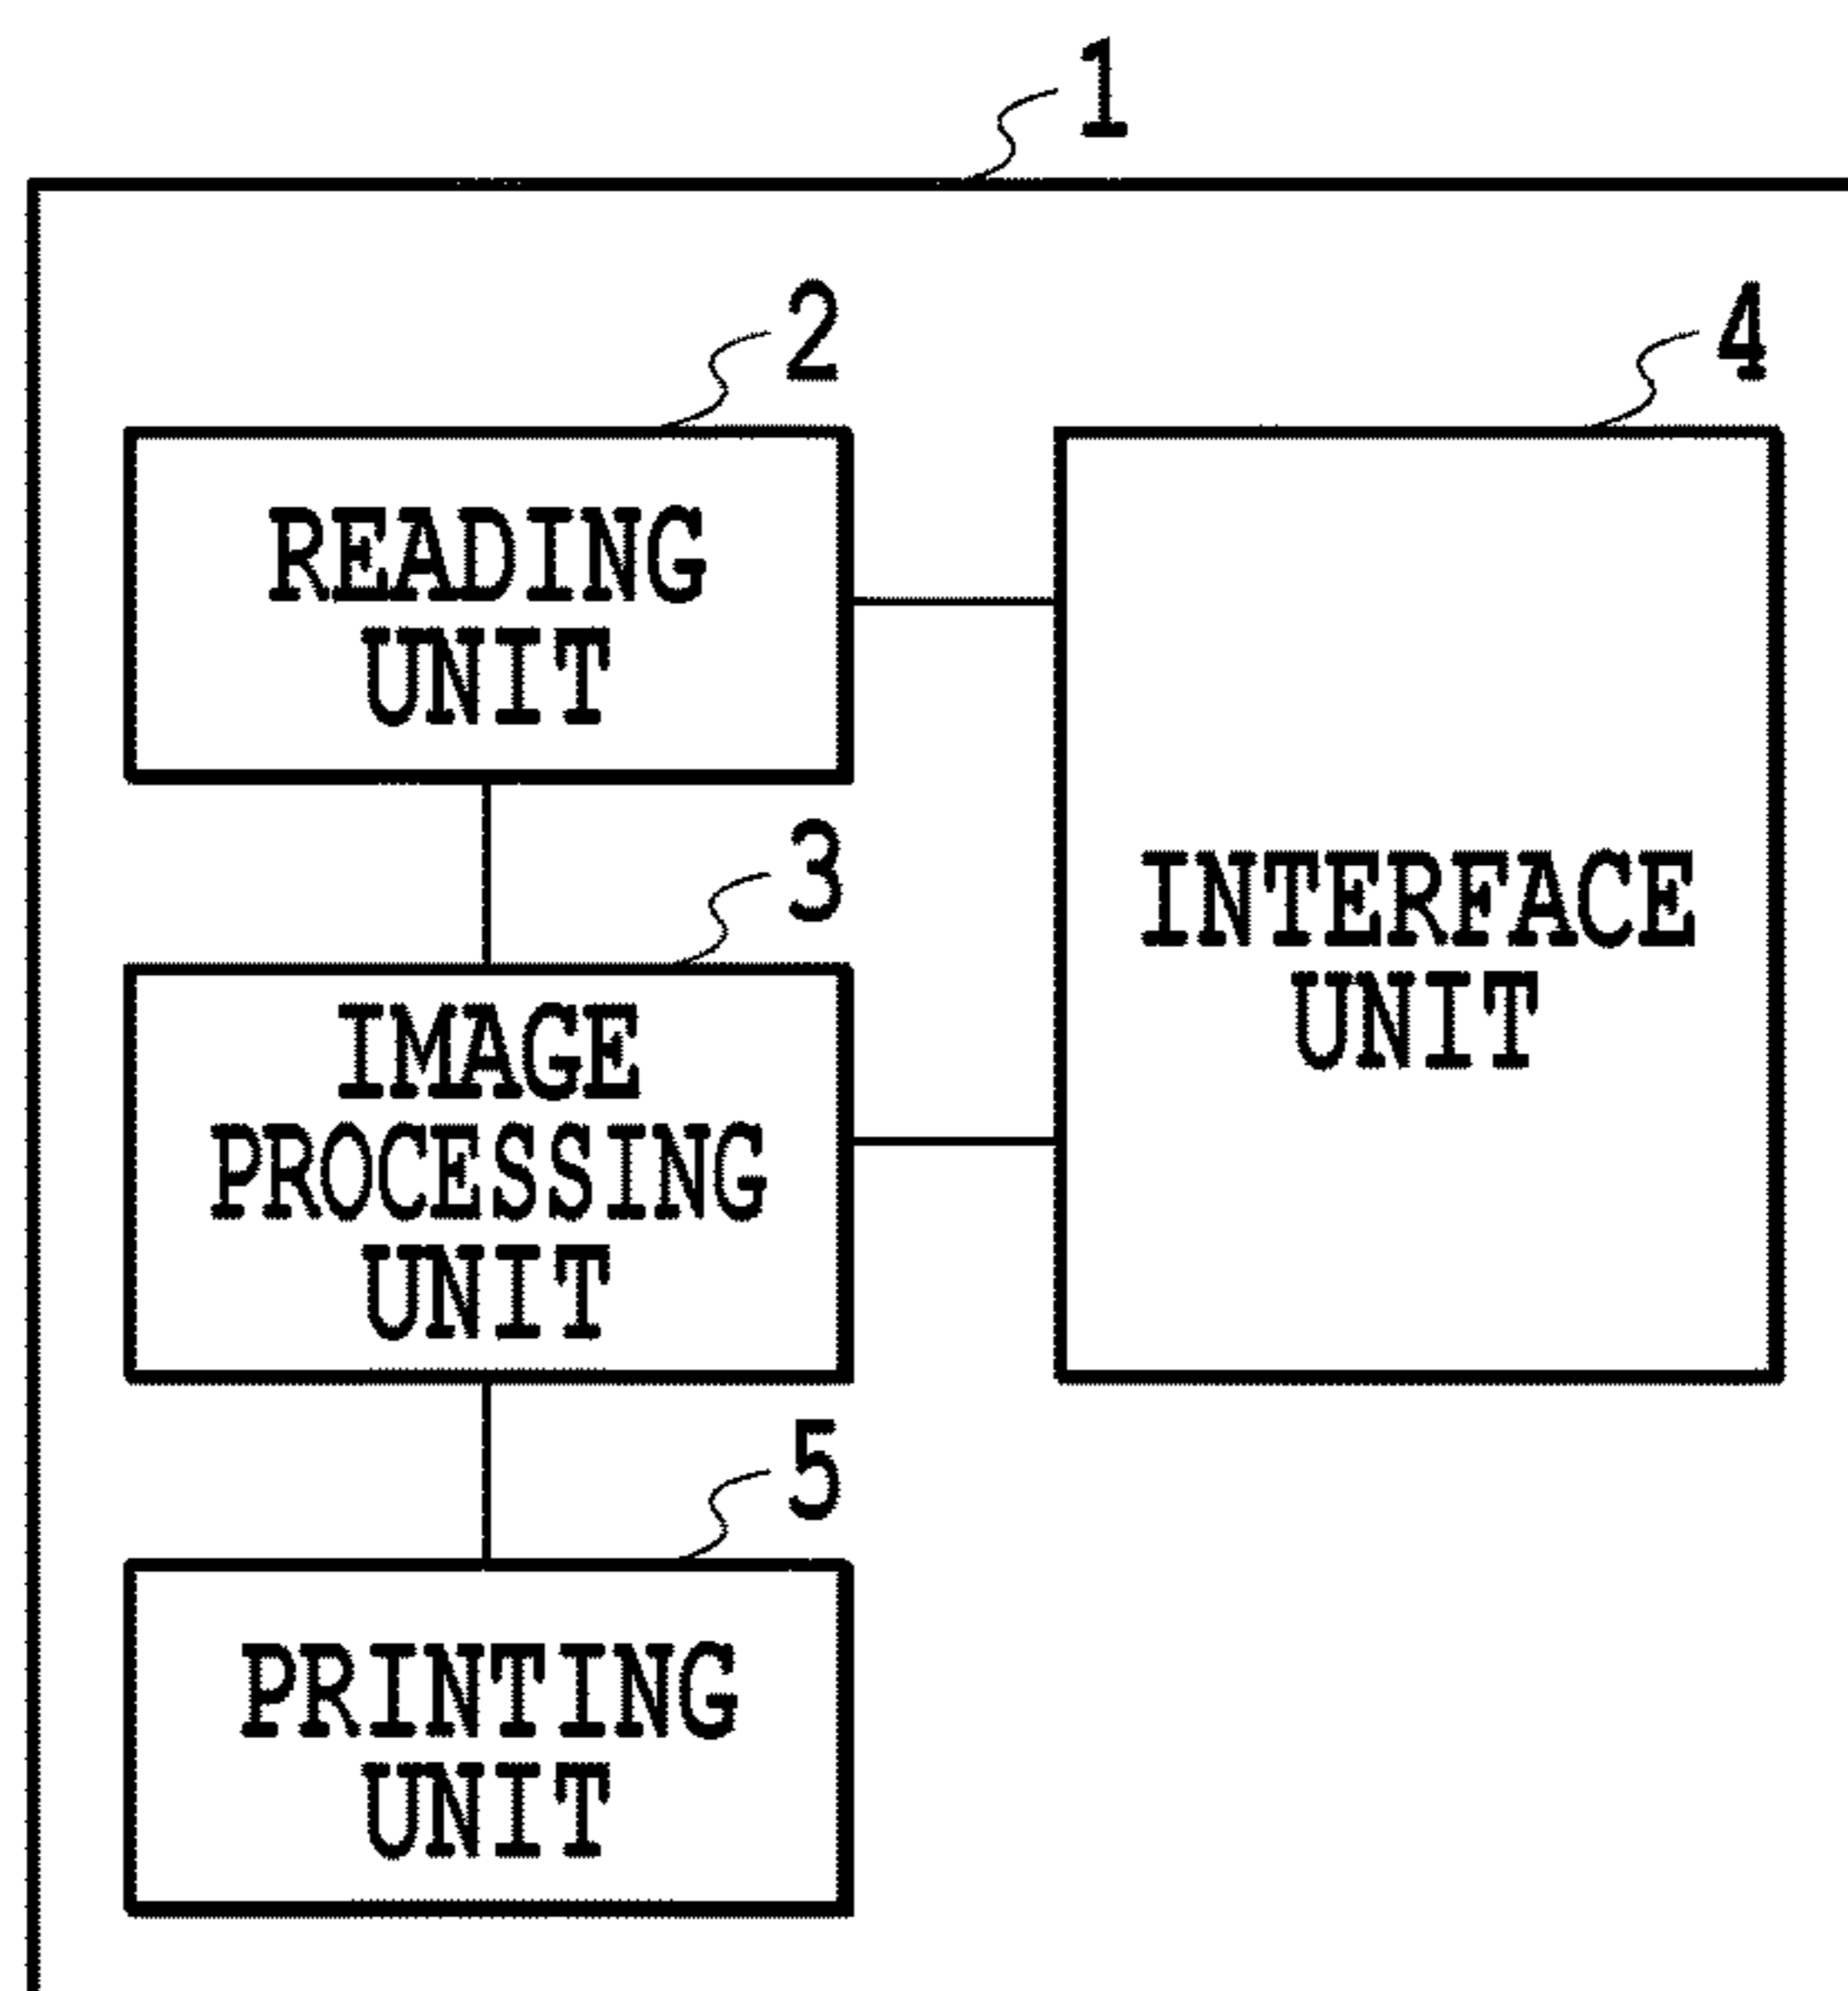 1
2
4
READING
UNIT
3
INTERFACE
UNIT
IMAGE
PROCESSING
UNIT
5
PRINTING
UNIT